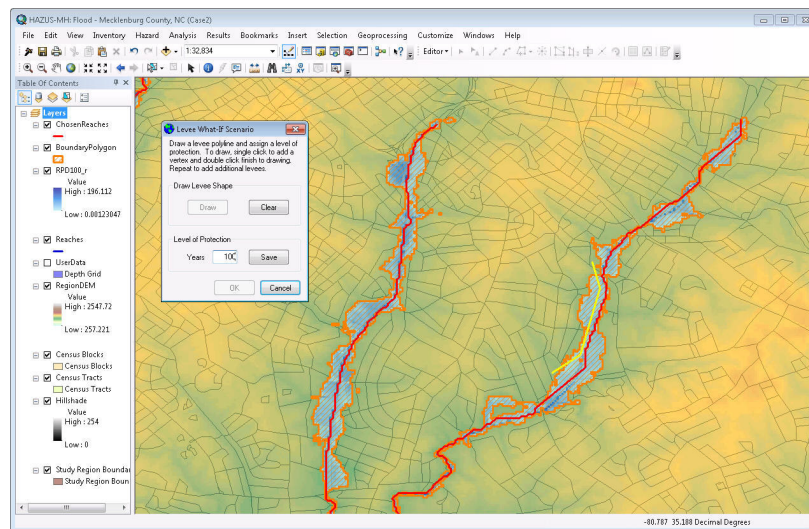 HAZUS-MH: Flood - Mecklenburg County, NC (Case2)
File Edit View Inventory Hazard Analysis Results Bookmarks Insert Selection Geoprocessing Customize Windows Help
1:32,834
Editor
Table Of Contents
Layers
ChosenReaches
BoundaryPolygon
RPD100_r
Value
High : 196.112
Low : 0.00123047
Reaches
UserData
Depth Grid
RegionDEM
Value
High : 2547.72
Low : 257.221
Census Blocks
Census Blocks
Census Tracts
Census Tracts
Hillshade
Value
High : 254
Low : 0
Study Region Boundar
Study Region Boun
Levee What-If Scenario
Draw a levee polyline and assign a level of
protection. To draw, single click to add a
vertex and double click finish to drawing.
Repeat to add additional levees.
Draw Levee Shape
Draw Clear
Level of Protection
Years 100 Save
OK Cancel
-80.787 35.188 Decimal Degrees